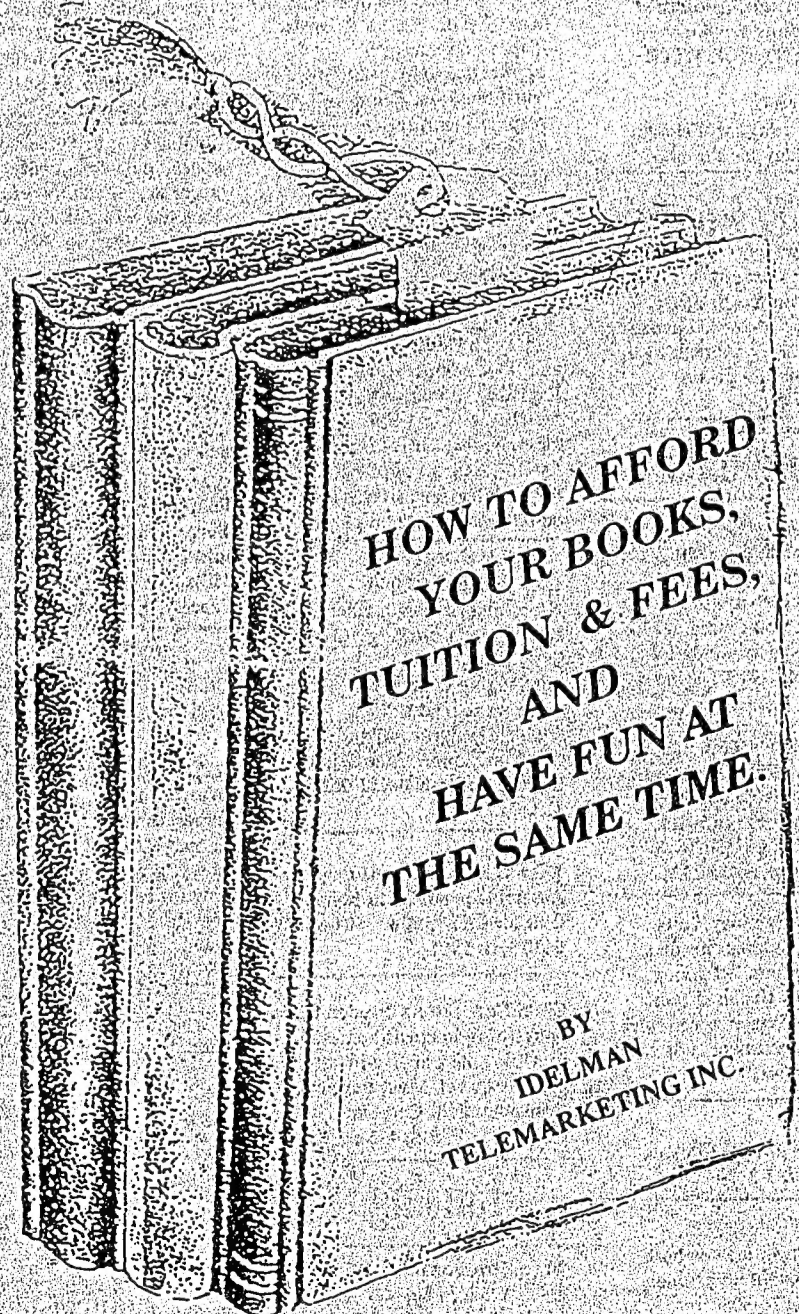 HOW TO AFFORD
YOUR BOOKS,
TUITION & FEES,
AND
HAVE FUN AT
THE SAME TIME.
BY
IDELMAN
TELEMARKETING INC.